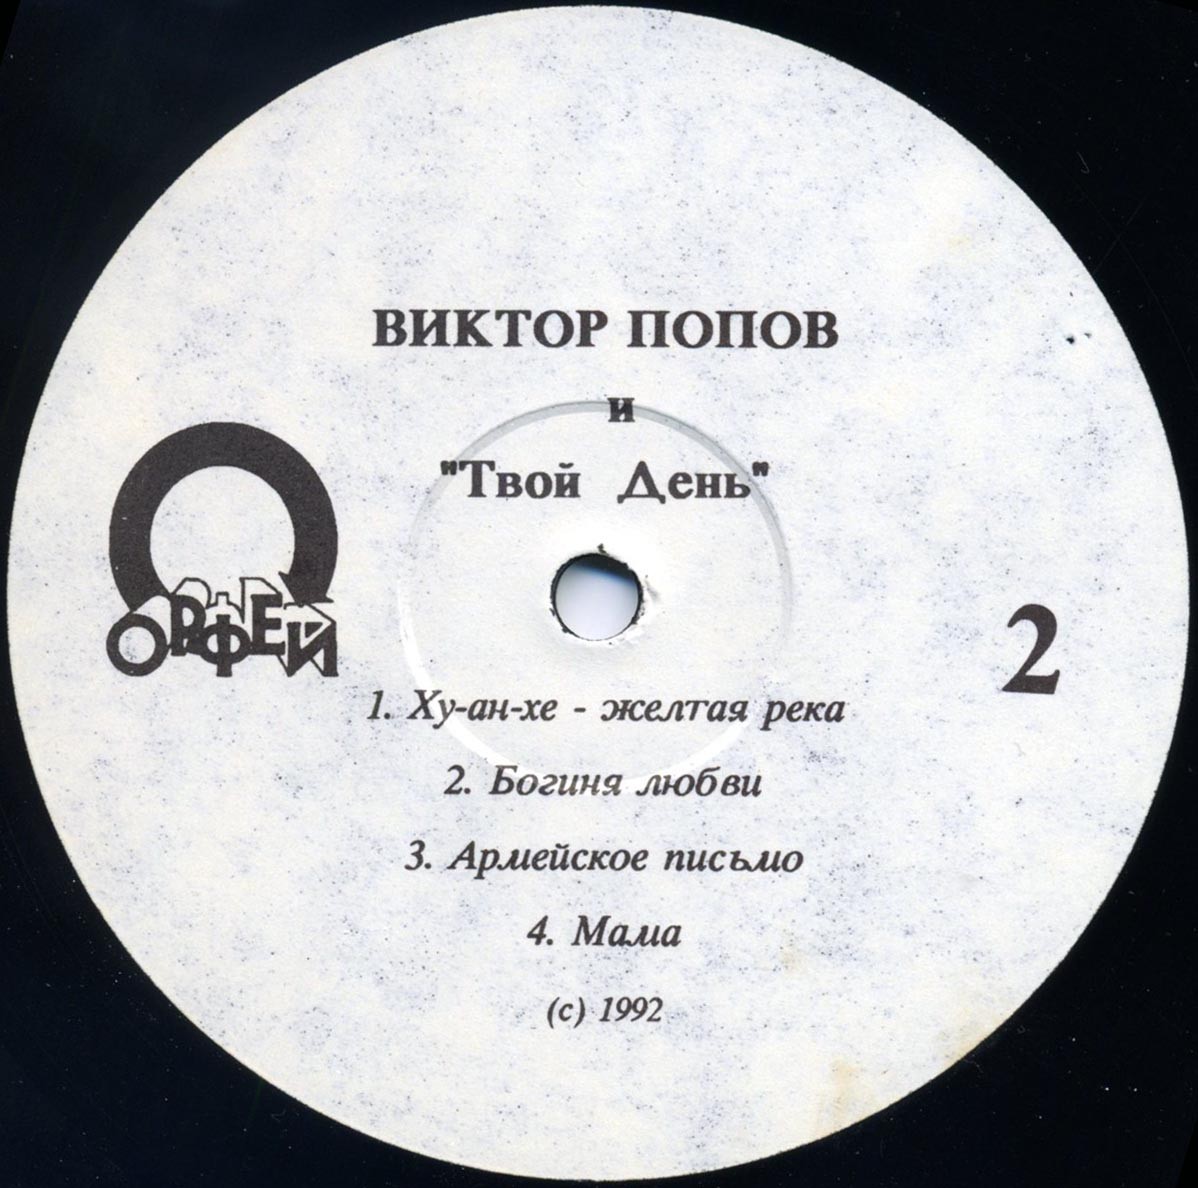 ВИКТОР ПОПОВ
и
"Твой День"
ОРФЕЙ
2
1. Ху-ан-хе - желтая река
2. Богиня любви
3. Армейское письмо
4. Мама
(с) 1992